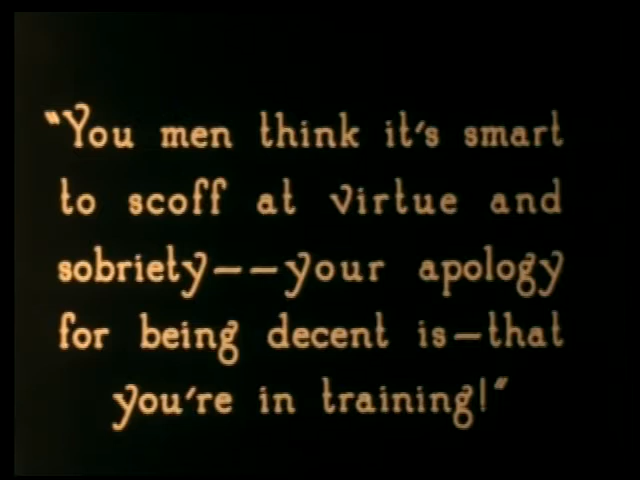 "You men think it's smart
to scoff at virtue and
sobriety--your apology
for being decent is-that
you're in training!"